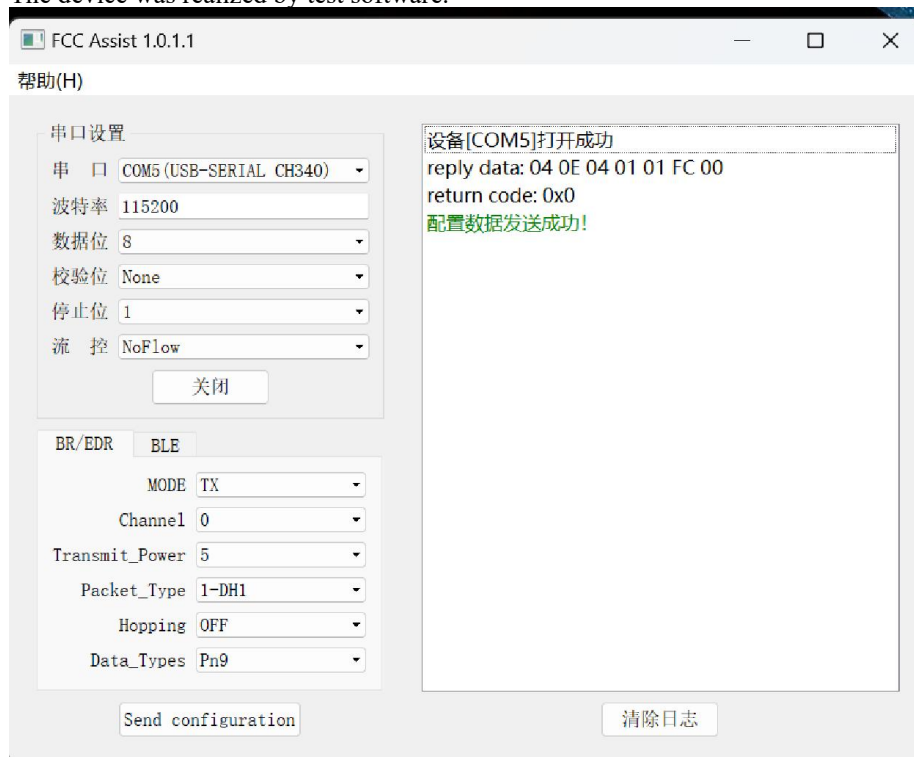 The device was realized by test software.
FCC Assist 1.0.1.1
帮助(H)
串口设置
串 口 COM5(USB-SERIAL CH340)
波特率 115200
数据位 8
校验位 None
停止位 1
流 控 NoFlow
关闭
BR/EDR BLE
MODE TX
Channel 0
Transmit_Power 5
Packet_Type 1-DH1
Hopping OFF
Data_Types Pn9
Send configuration
设备[COM5]打开成功
reply data: 04 0E 04 01 01 FC 00
return code: 0x0
配置数据发送成功!
清除日志